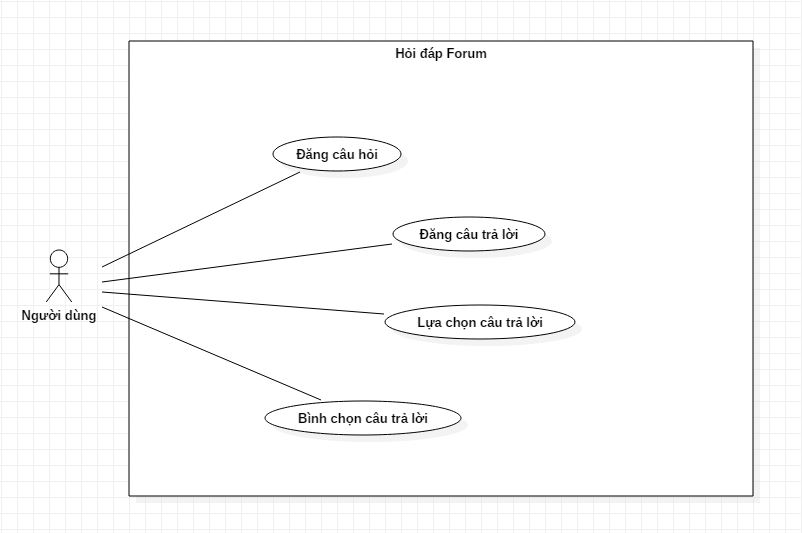 Hỏi đáp Forum
Đăng câu hỏi
Đăng câu trả lời
Người dùng
Lựa chọn câu trả lời
Bình chọn câu trả lời